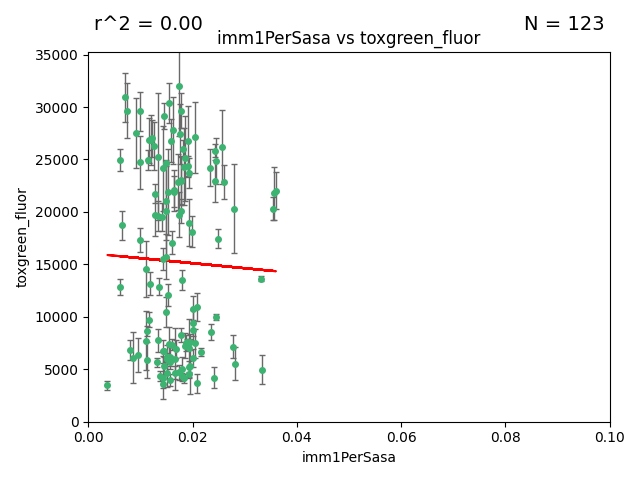 r^2 = 0.00
N = 123
imm1PerSasa vs toxgreen_fluor
35000
30000
25000
20000
15000
10000
5000
0
toxgreen_fluor
0.00
0.02
0.04
0.06
0.08
0.10
imm1PerSasa